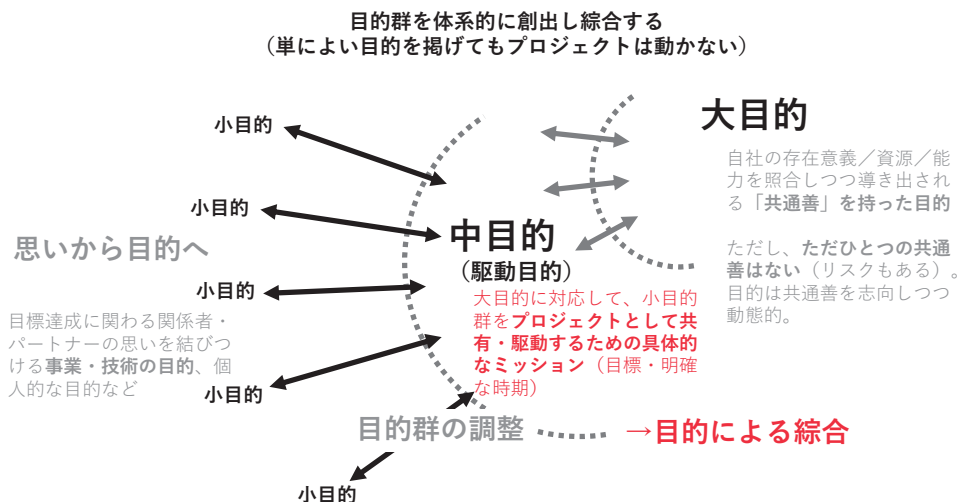 目的群を体系的に創出し綜合する
(単によい目的を掲げてもプロジェクトは動かない)
小目的
小目的
思いから目的へ
小目的
目標達成に関わる関係者・
パートナーの思いを結びつ
ける事業・技術の目的、個
人的な目的など
小目的
小目的
中目的
(駆動目的)
大目的に対応して、小目的
群をプロジェクトとして共
有・駆動するための具体的
なミッション(目標・明確
な時期)
大目的
自社の存在意義/資源/能
力を照合しつつ導き出され
る「共通善」を持った目的
ただし、ただひとつの共通
善はない(リスクもある)。
目的は共通善を志向しつつ
動態的。
目的群の調整
→目的による綜合